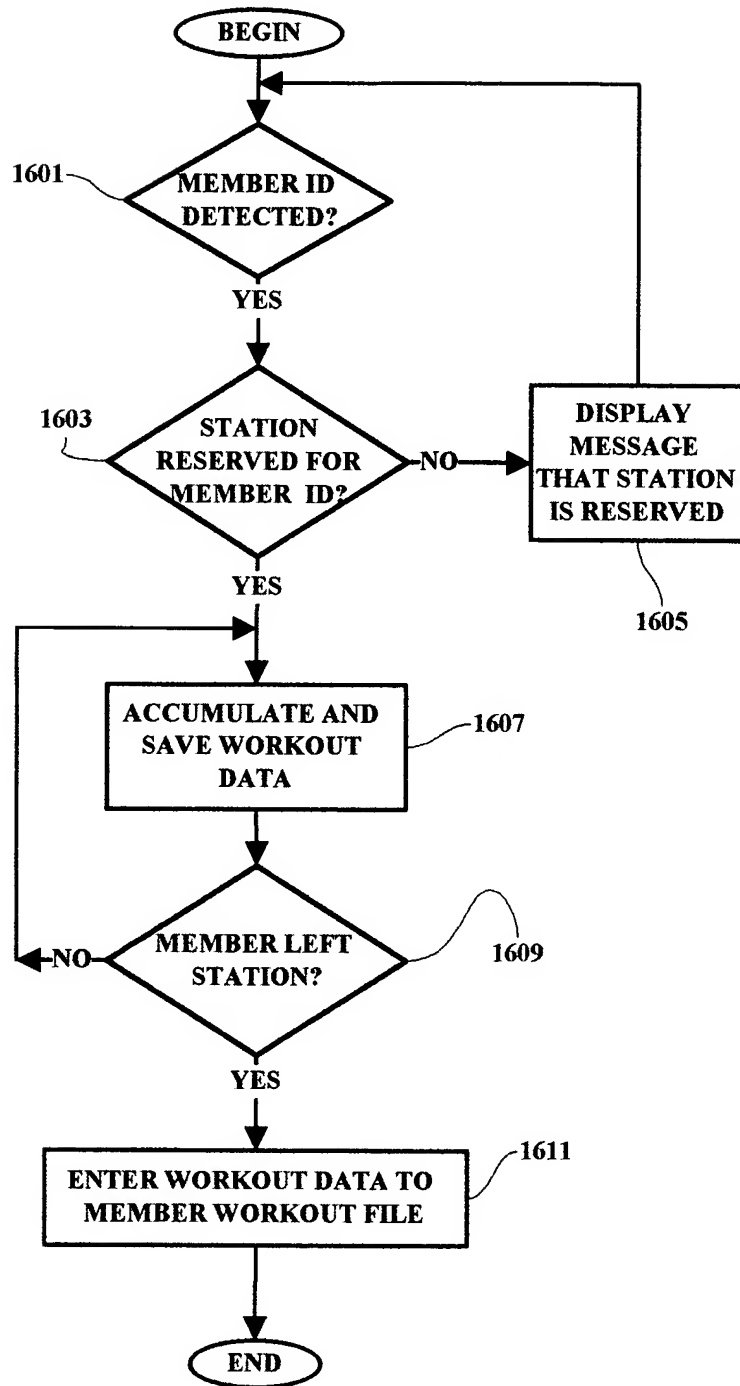 BEGIN
1601
MEMBER ID
DETECTED?
YES
1603
STATION
RESERVED FOR
MEMBER ID?
NO
DISPLAY
MESSAGE
THAT STATION
IS RESERVED
1605
YES
ACCUMULATE AND
SAVE WORKOUT
DATA
1607
MEMBER LEFT
STATION?
NO
1609
YES
ENTER WORKOUT DATA TO
MEMBER WORKOUT FILE
1611
END